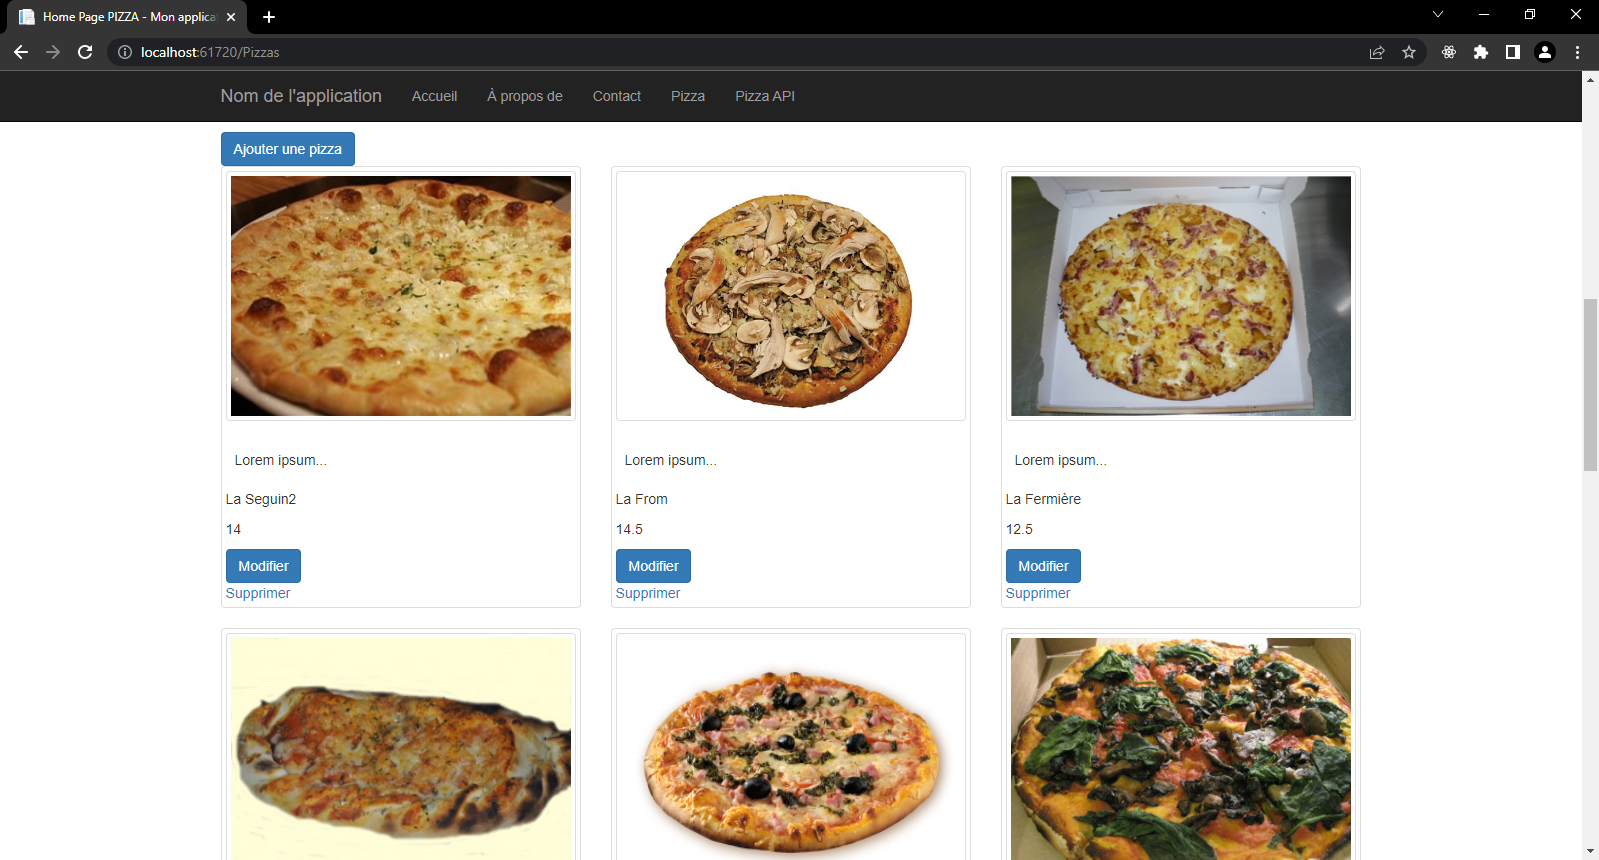 Home Page PIZZA - Mon applica
localhost:61720/Pizzas
Nom de l'application Accueil À propos de Contact Pizza Pizza API
Ajouter une pizza
Lorem ipsum... Lorem ipsum... Lorem ipsum...
La Seguin2 La From La Fermière
14 14.5 12.5
Modifier Modifier Modifier
Supprimer Supprimer Supprimer